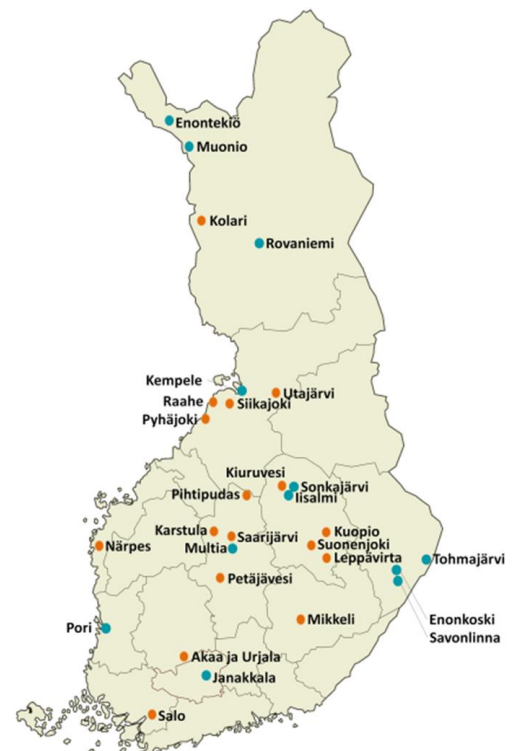 Enontekiö
Muonio
Kolari
Rovaniemi
Kempele
Utajärvi
Raahe
Siikajoki
Pyhäjoki
Kiuruvesi
Sonkajärvi
Pihtipudas
Iisalmi
Karstula
Kuopio
Saarijärvi
Närpes
Suonenjoki
Multia
Leppävirta
Tohmajärvi
Petäjävesi
Mikkeli
Enonkoski
Pori
Savonlinna
Akaa ja Urjala
Janakkala
Salo